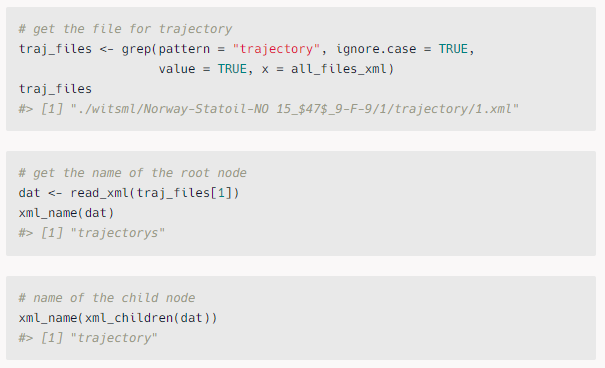 # get the file for trajectory
traj_files <- grep(pattern = "trajectory", ignore.case = TRUE,
                   value = TRUE, x = all_files_xml)
traj_files
#> [1] "./witsml/Norway-Statoil-NO 15_$47$_9-F-9/1/trajectory/1.xml"
# get the name of the root node
dat <- read_xml(traj_files[1])
xml_name(dat)
#> [1] "trajectorys"
# name of the child node
xml_name(xml_children(dat))
#> [1] "trajectory"